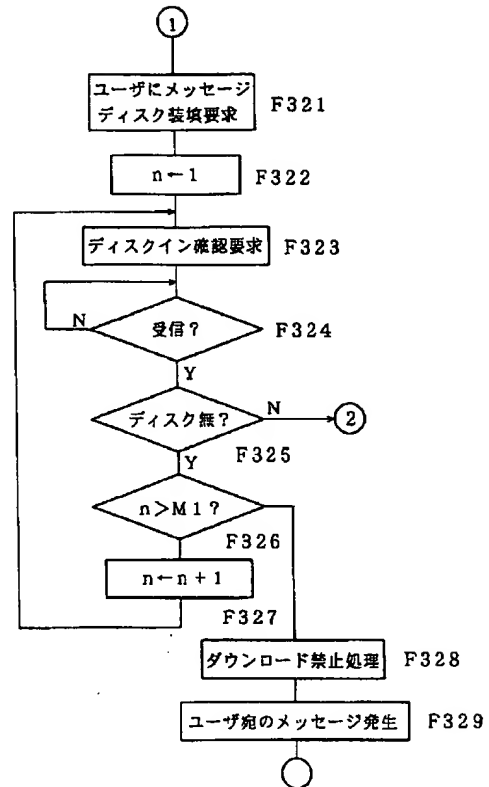 1
ユーザにメッセージ
ディスク装填要求
F321
n←1
F322
ディスクイン確認要求
F323
受信?
N
F324
Y
ディスク無?
N
2
F325
Y
n>M1?
F326
n←n+1
F327
ダウンロード禁止処理
F328
ユーザ宛のメッセージ発生
F329